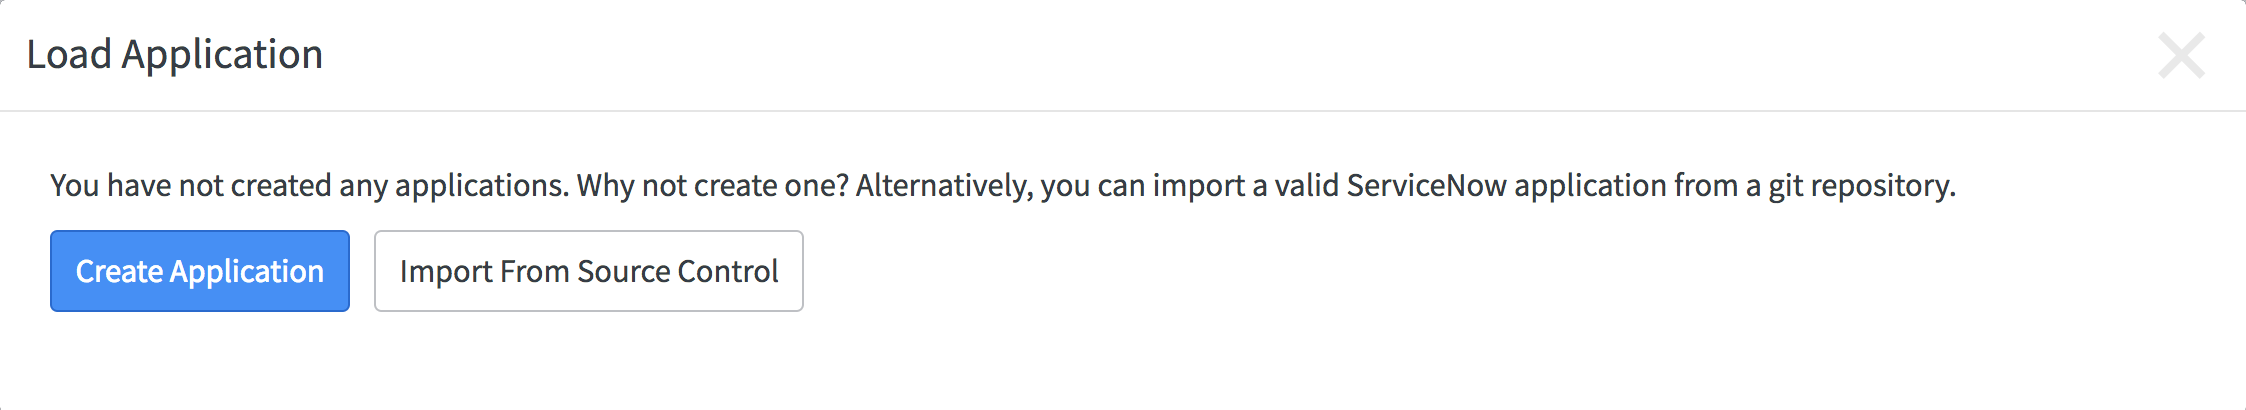 Load Application
You have not created any applications. Why not create one? Alternatively, you can import a valid ServiceNow application from a git repository.
Create Application
Import From Source Control